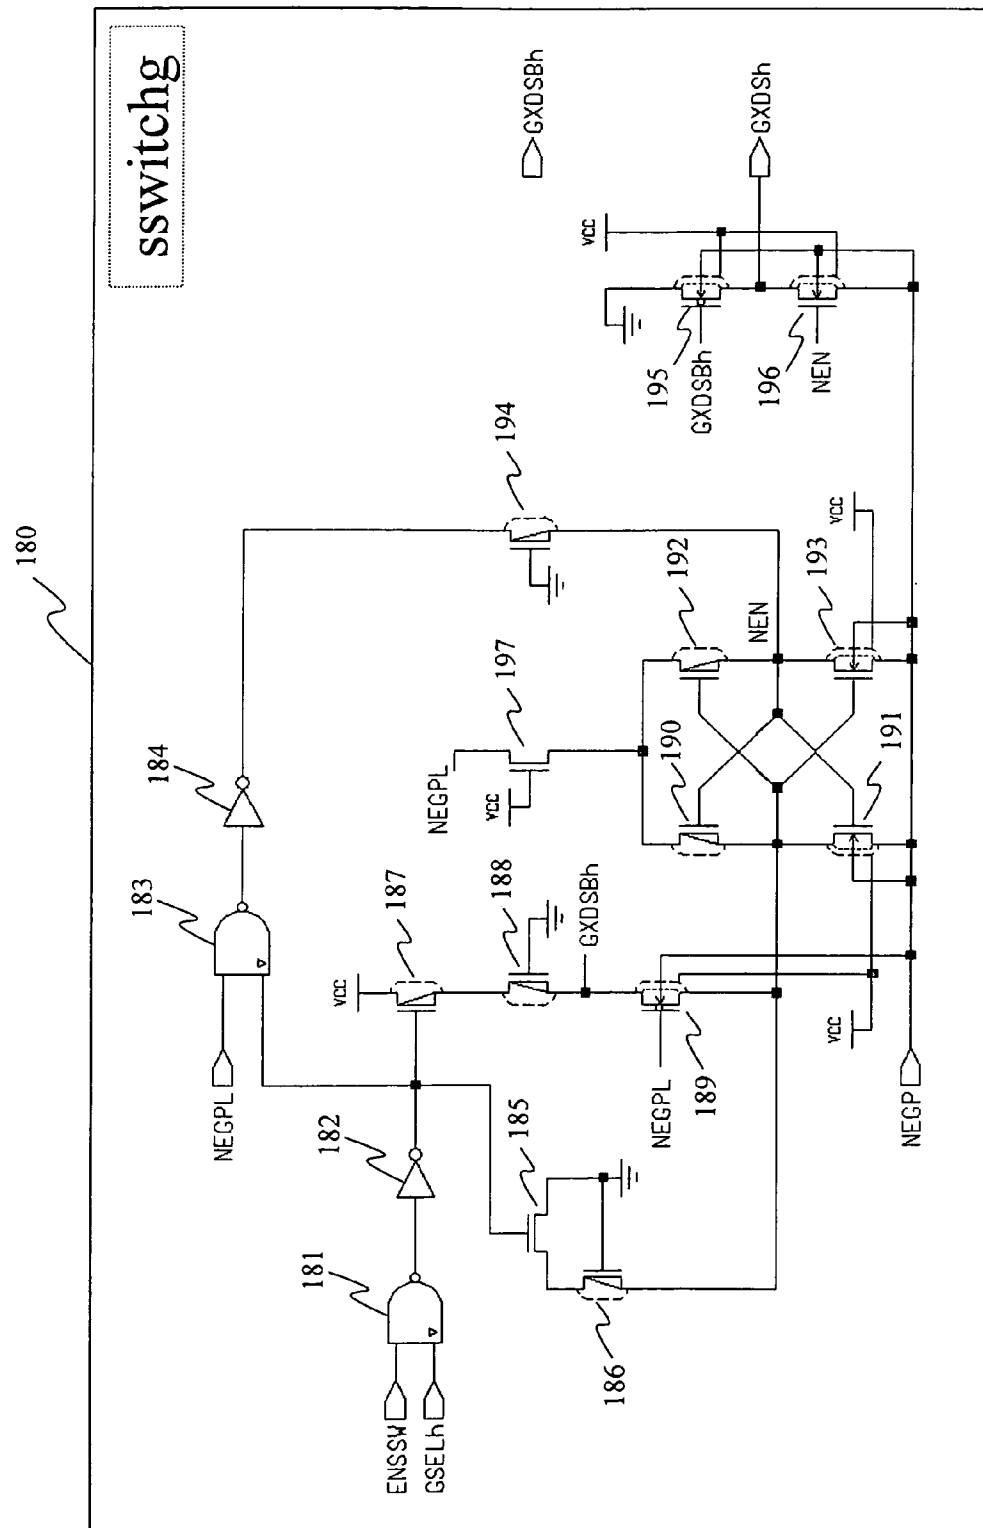 180
sswitchg
GXDSBh
GXDSh
VCC
195
GXDSBh
196
NEN
194
184
183
NEGPL
197
NEGPL
VCC
192
NEN
190
193
VCC
191
VCC
187
188
GXDSBh
NEGPL
189
VCC
182
185
181
186
ENSSW
GSELh
NEGP